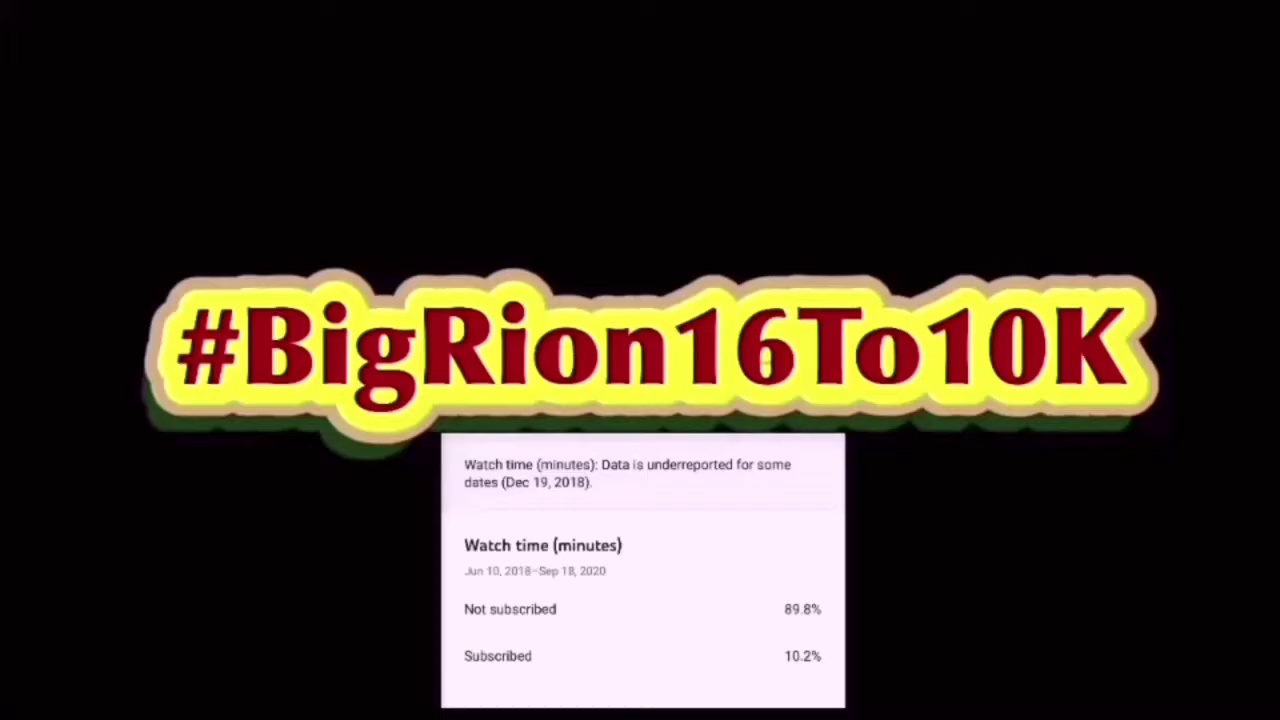 #BigRion16To10K
Watch time (minutes): Data is underreported for some
dates (Dec 19, 2018).
Watch time (minutes)
Jun 10, 2018–Sep 18, 2020
Not subscribed 89.8%
Subscribed 10.2%